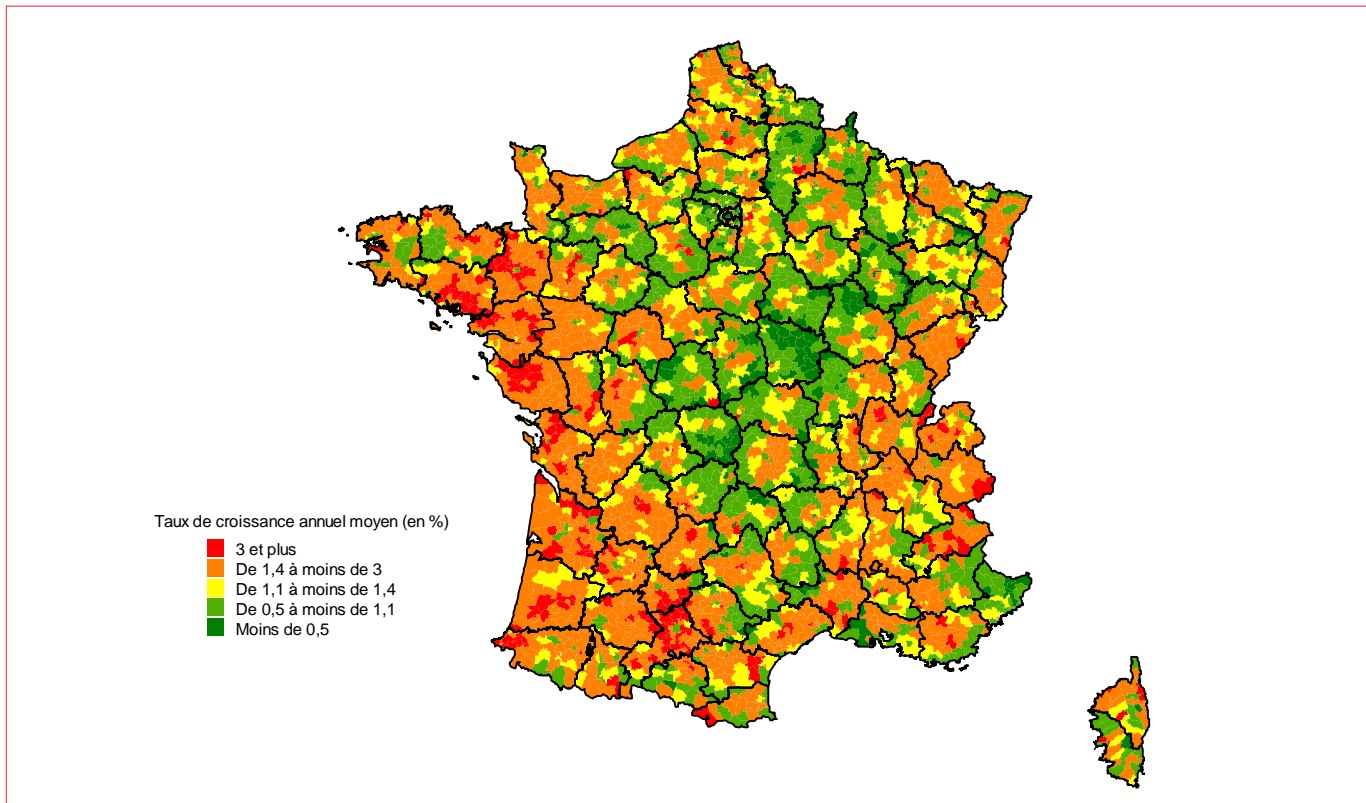 Taux de croissance annuel moyen (en %)
3 et plus
De 1,4 à moins de 3
De 1,1 à moins de 1,4
De 0,5 à moins de 1,1
Moins de 0,5